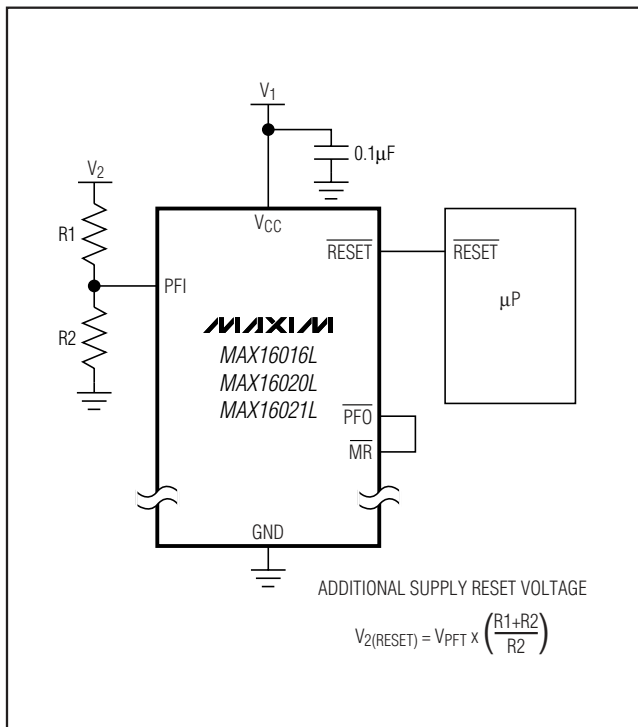 V1
0.1μF
V2
VCC
R1
RESET
RESET
PFI
μP
R2
MAXIM
MAX16016L
MAX16020L
MAX16021L
PFO
MR
GND
ADDITIONAL SUPPLY RESET VOLTAGE
V2(RESET) = VPFT x (R1+R2/R2)